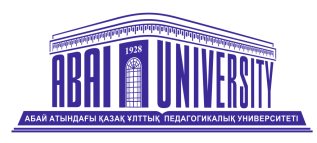 1928
ABAI UNIVERSITY
АБАЙ АТЫНДАҒЫ ҚАЗАҚ ҰЛТТЫҚ ПЕДАГОГИКАЛЫҚ УНИВЕРСИТЕТІ